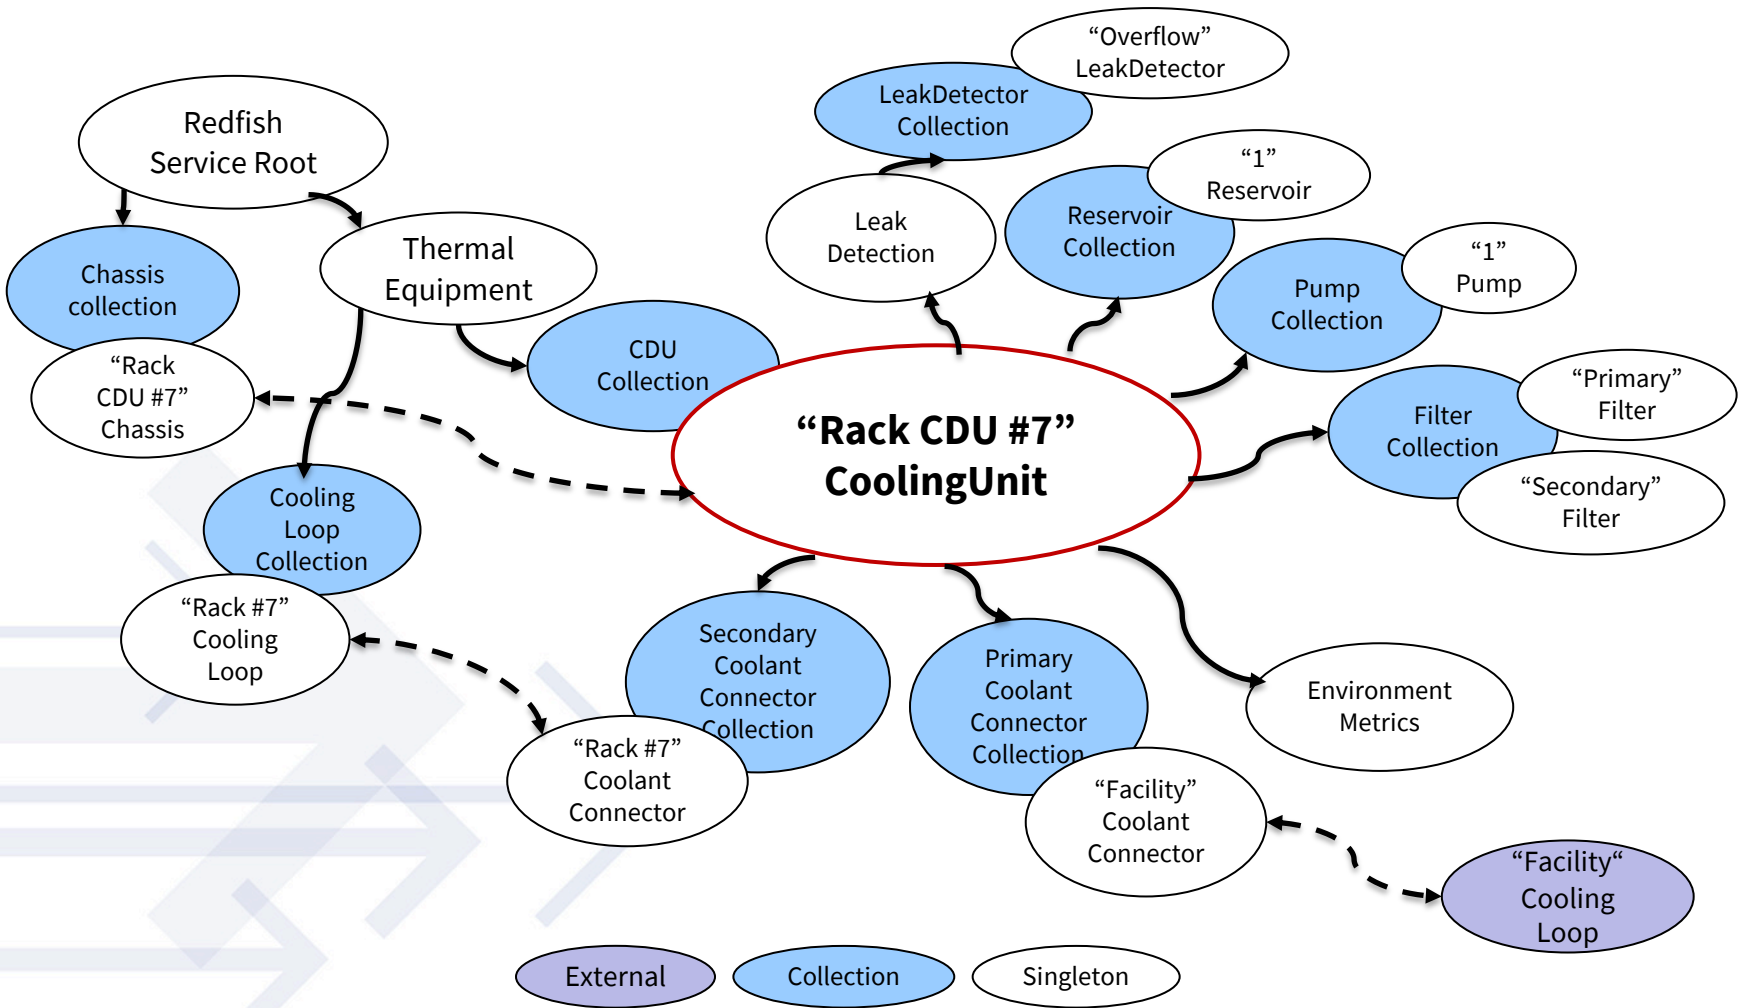 “Overflow”
LeakDetector
LeakDetector
Collection
Redfish
Service Root
“1”
Reservoir
Leak
Detection
Reservoir
Collection
Thermal
Equipment
“1”
Pump
Chassis
collection
Pump
Collection
“Rack
CDU #7”
Chassis
CDU
Collection
“Primary”
Filter
Filter
Collection
“Rack CDU #7”
CoolingUnit
“Secondary”
Filter
Cooling
Loop
Collection
“Rack #7”
Cooling
Loop
Secondary
Coolant
Connector
Collection
Primary
Coolant
Connector
Collection
Environment
Metrics
“Rack #7”
Coolant
Connector
“Facility”
Coolant
Connector
“Facility“
Cooling
Loop
External
Collection
Singleton